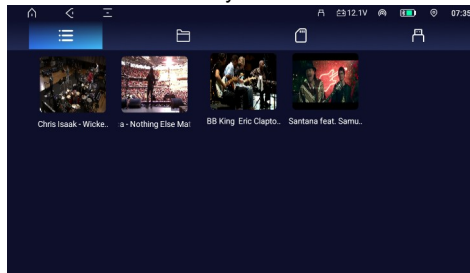 12.1V
07:35
Chris Isaak - Wicke..
a - Nothing Else Mat
BB King Eric Clapto..
Santana feat. Samu..